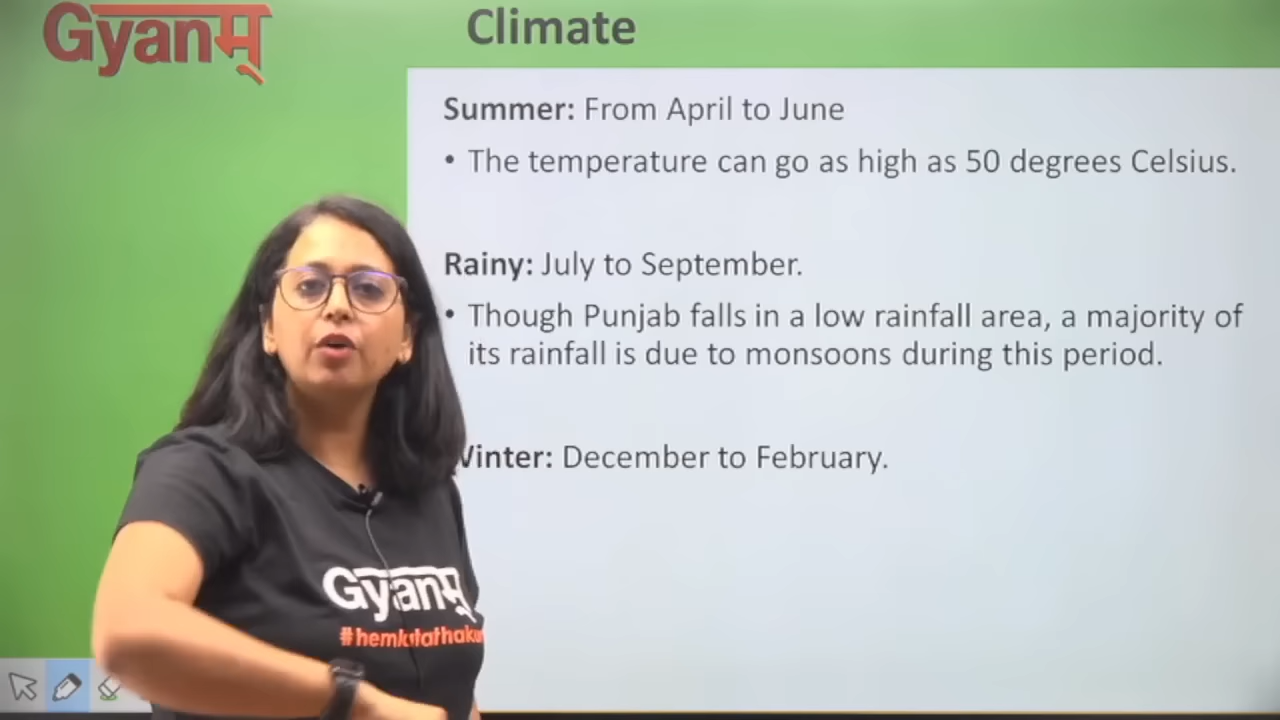 Gyanम्
Climate
Summer: From April to June
• The temperature can go as high as 50 degrees Celsius.
Rainy: July to September.
• Though Punjab falls in a low rainfall area, a majority of
its rainfall is due to monsoons during this period.
Winter: December to February.
Gyanम्